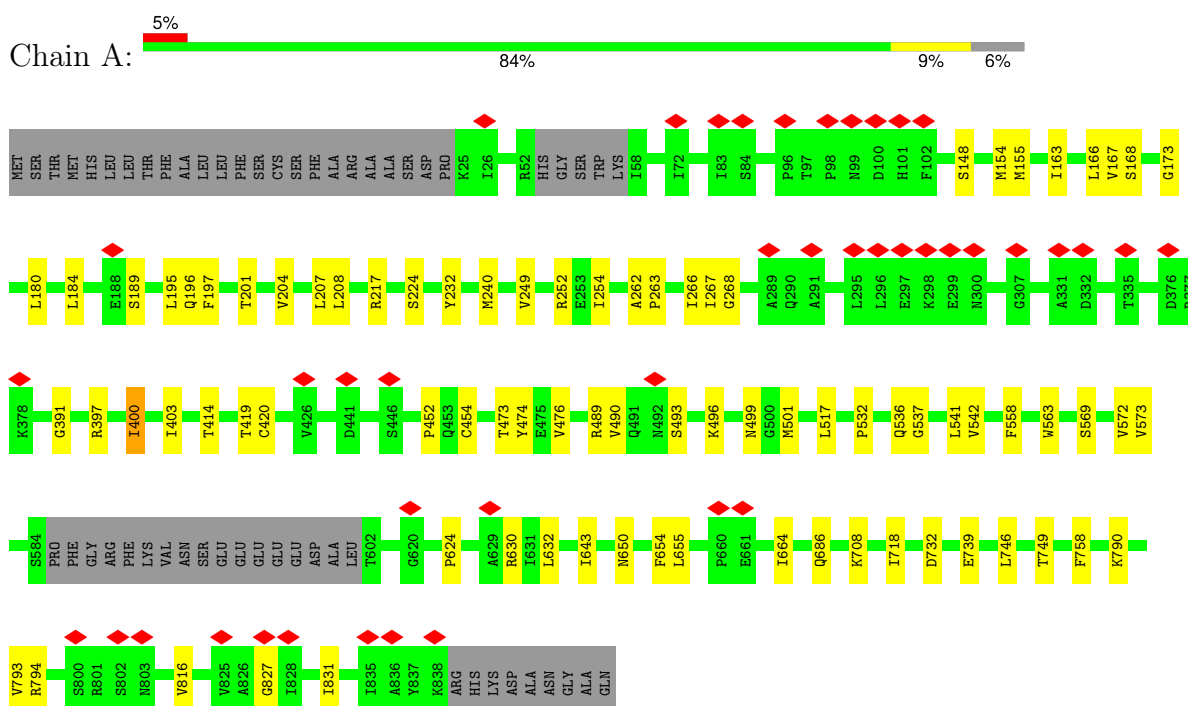 5%
Chain A:
84% 9% 6%
MET SER THR MET HIS LEU LEU THR PHE ALA LEU LEU PHE SER CYS SER PHE ALA ARG ALA ALA SER ASP PRO K25 I26 R52 HIS GLY SER TRP LYS I58 I72 I83 S84 P96 T97 P98 N99 D100 H101 F102 S148 M154 M155 I163 L166 V167 S168 G173
L180 L184 E188 S189 L195 Q196 F197 T201 V204 L207 L208 R217 S224 Y232 M240 V249 R252 E253 I254 A262 P263 I266 I267 G268 A289 Q290 A291 L295 L296 E297 K298 E299 N300 G307 A331 D332 T335 D376
K378 G391 R397 I400 I403 T414 T419 C420 V426 D441 S446 P452 Q453 C454 T473 Y474 E475 V476 R489 V490 Q491 N492 S493 K496 N499 G500 M501 L517 P532 Q536 G537 L541 V542 F558 W563 S569 V572 V573
S584 PRO PHE GLY ARG PHE LYS VAL ASN SER GLU GLU GLU GLU GLU ASP ALA LEU T602 G620 P624 A629 R630 I631 L632 I643 N650 F654 L655 P660 E661 I664 Q686 K708 I718 D732 E739 L746 T749 F758 K790
V793 R794 S800 R801 S802 N803 V816 V825 A826 G827 I828 I831 I835 A836 Y837 K838 ARG HIS LYS ASP ALA ASN GLY ALA GLN